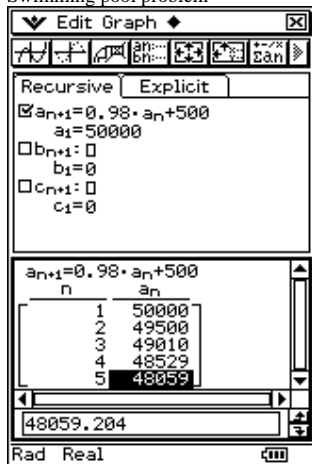 Swimming pool problem
Edit Graph ◆
an:
Σan
Recursive Explicit
☑an+1=0.98·an+500
a1=50000
□bn+1:□
b1=0
□cn+1:□
c1=0
an+1=0.98·an+500
n an
1 50000
2 49500
3 49010
4 48529
5 48059
48059.204
Rad Real